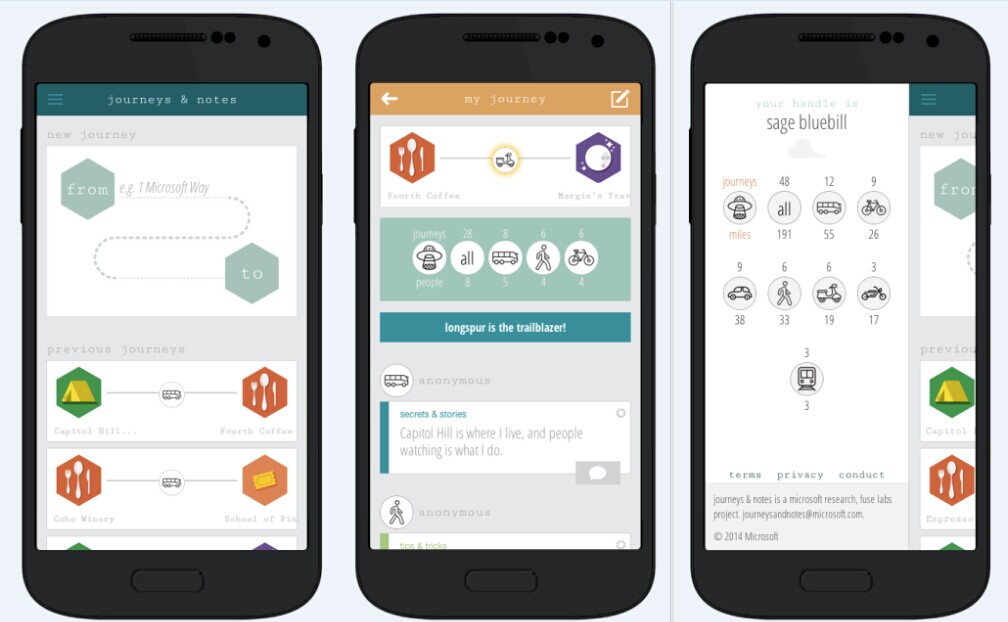 journeys & notes
new journey
from
e.g. 1 Microsoft Way
to
previous journeys
Capitol Hill...
Fourth Coffee
Coho Winery
School of Fin
my journey
Fourth Coffee
Margie's Trav
journeys 28 8 6 6
all
people 8 5 4 4
longspur is the trailblazer!
anonymous
secrets & stories
Capitol Hill is where I live, and people
watching is what I do.
anonymous
tips & tricks
your handle is
sage bluebill
journeys 48 12 9
all
miles 191 55 26
9 6 6 3
38 33 19 17
3
3
terms privacy conduct
journeys & notes is a microsoft research, fuse labs
project. journeysandnotes@microsoft.com.
© 2014 Microsoft
new jou
fro
previou
Capitol
Espresso